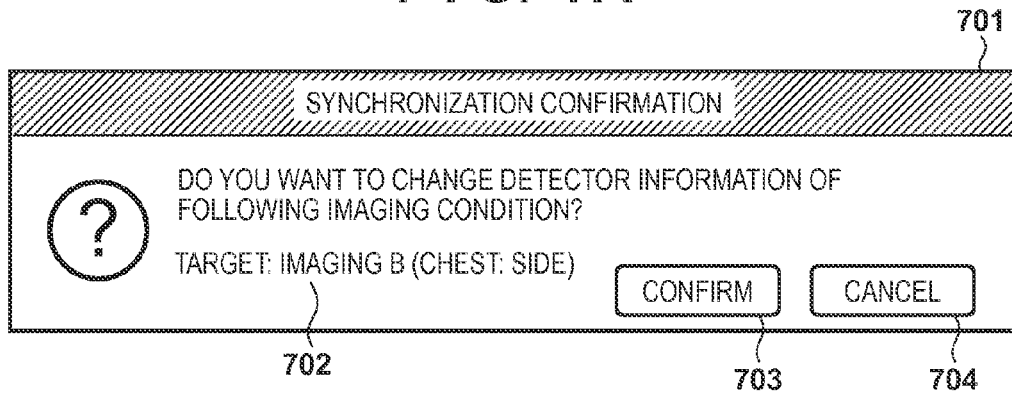 701
SYNCHRONIZATION CONFIRMATION
?
DO YOU WANT TO CHANGE DETECTOR INFORMATION OF
FOLLOWING IMAGING CONDITION?
TARGET: IMAGING B (CHEST: SIDE)
CONFIRM
CANCEL
702
703
704